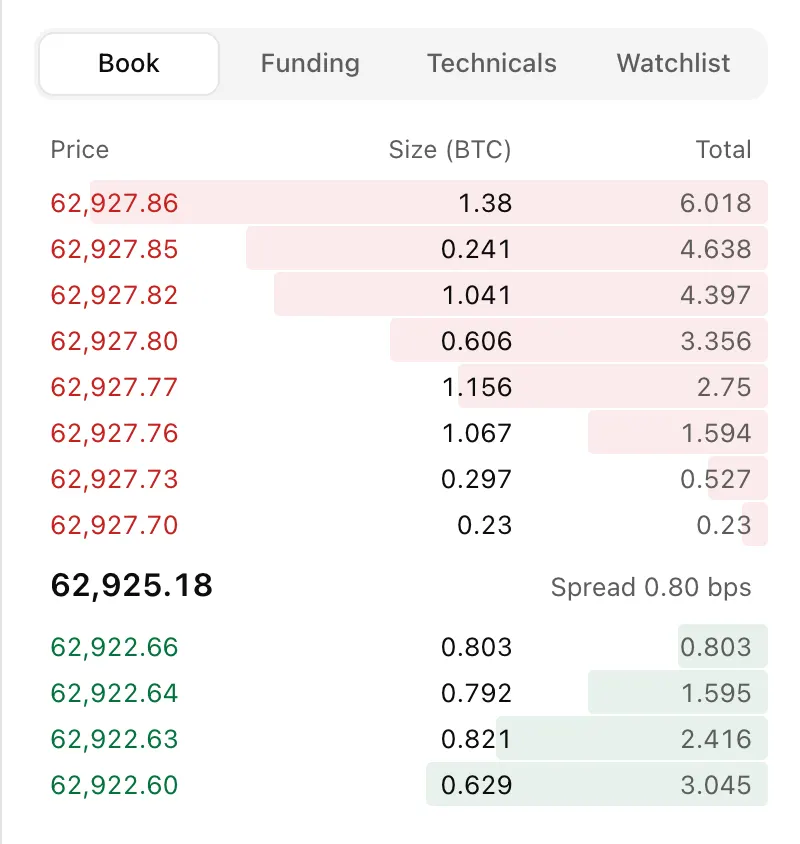 Book Funding Technicals Watchlist
Price Size (BTC) Total
62,927.86 1.38 6.018
62,927.85 0.241 4.638
62,927.82 1.041 4.397
62,927.80 0.606 3.356
62,927.77 1.156 2.75
62,927.76 1.067 1.594
62,927.73 0.297 0.527
62,927.70 0.23 0.23
62,925.18 Spread 0.80 bps
62,922.66 0.803 0.803
62,922.64 0.792 1.595
62,922.63 0.821 2.416
62,922.60 0.629 3.045